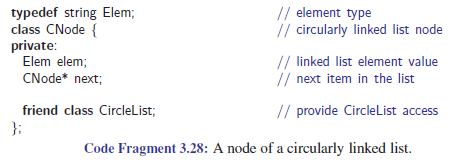 typedef string Elem; // element type
class CNode { // circularly linked list node
private:
Elem elem; // linked list element value
CNode* next; // next item in the list
friend class CircleList; // provide CircleList access
};
Code Fragment 3.28: A node of a circularly linked list.